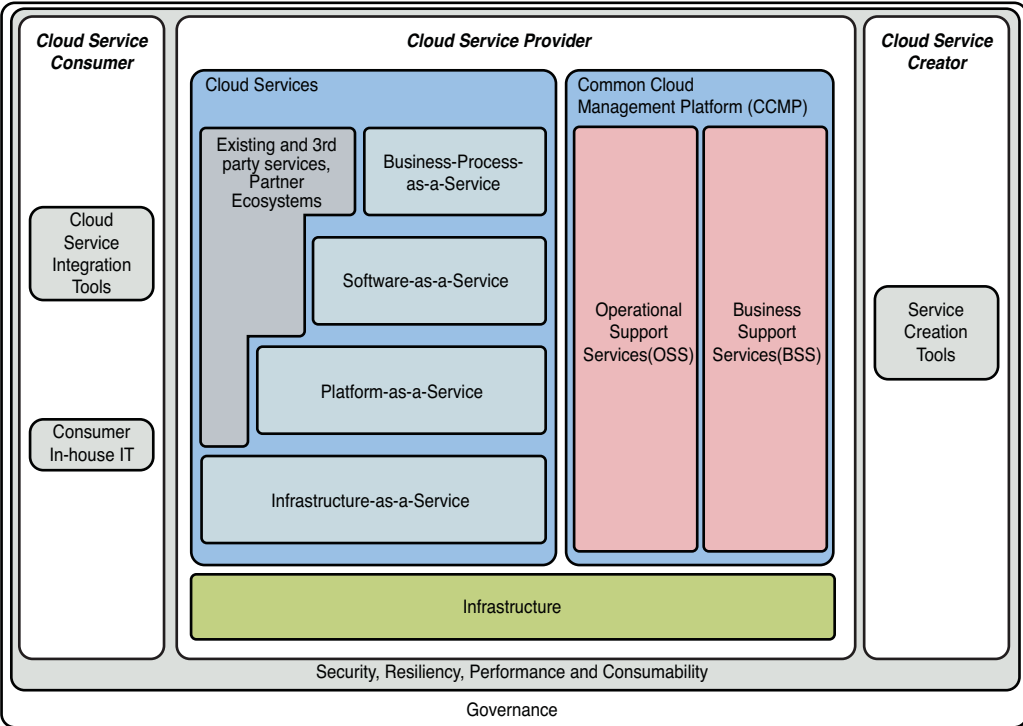 Cloud Service
Consumer
Cloud Service
Integration
Tools
Consumer
In-house IT
Cloud Service Provider
Cloud Services
Existing and 3rd
party services,
Partner
Ecosystems
Business-Process-
as-a-Service
Software-as-a-Service
Platform-as-a-Service
Infrastructure-as-a-Service
Common Cloud
Management Platform (CCMP)
Operational
Support
Services(OSS)
Business
Support
Services(BSS)
Infrastructure
Cloud Service
Creator
Service
Creation
Tools
Security, Resiliency, Performance and Consumability
Governance